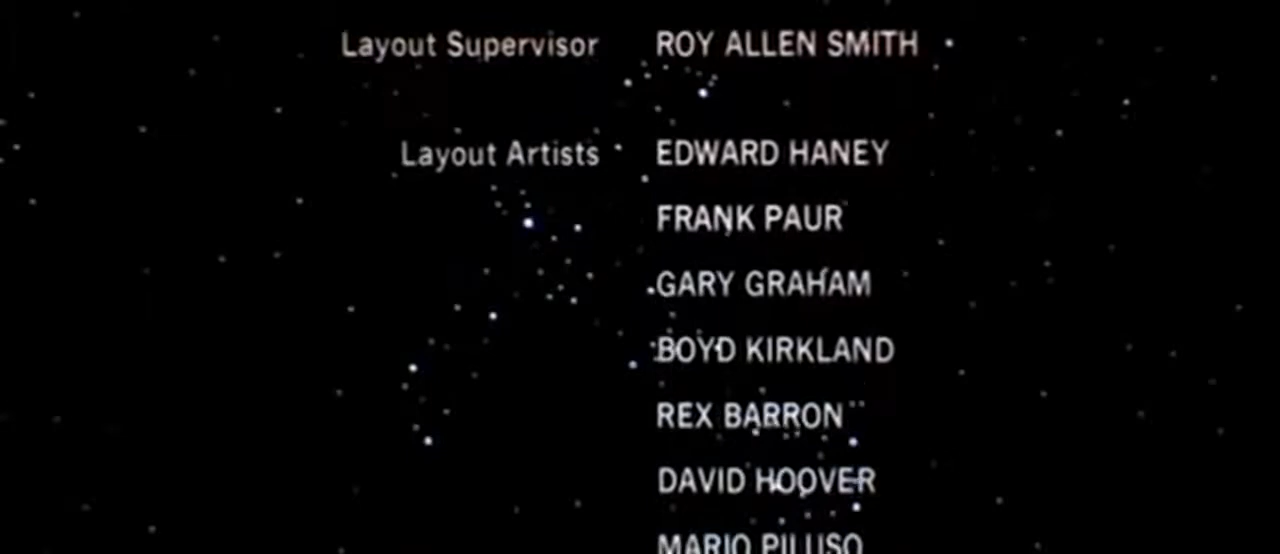 Layout Supervisor ROY ALLEN SMITH
Layout Artists EDWARD HANEY
FRANK PAUR
GARY GRAHAM
BOYD KIRKLAND
REX BARRON
DAVID HOOVER
MARIO PILUSO